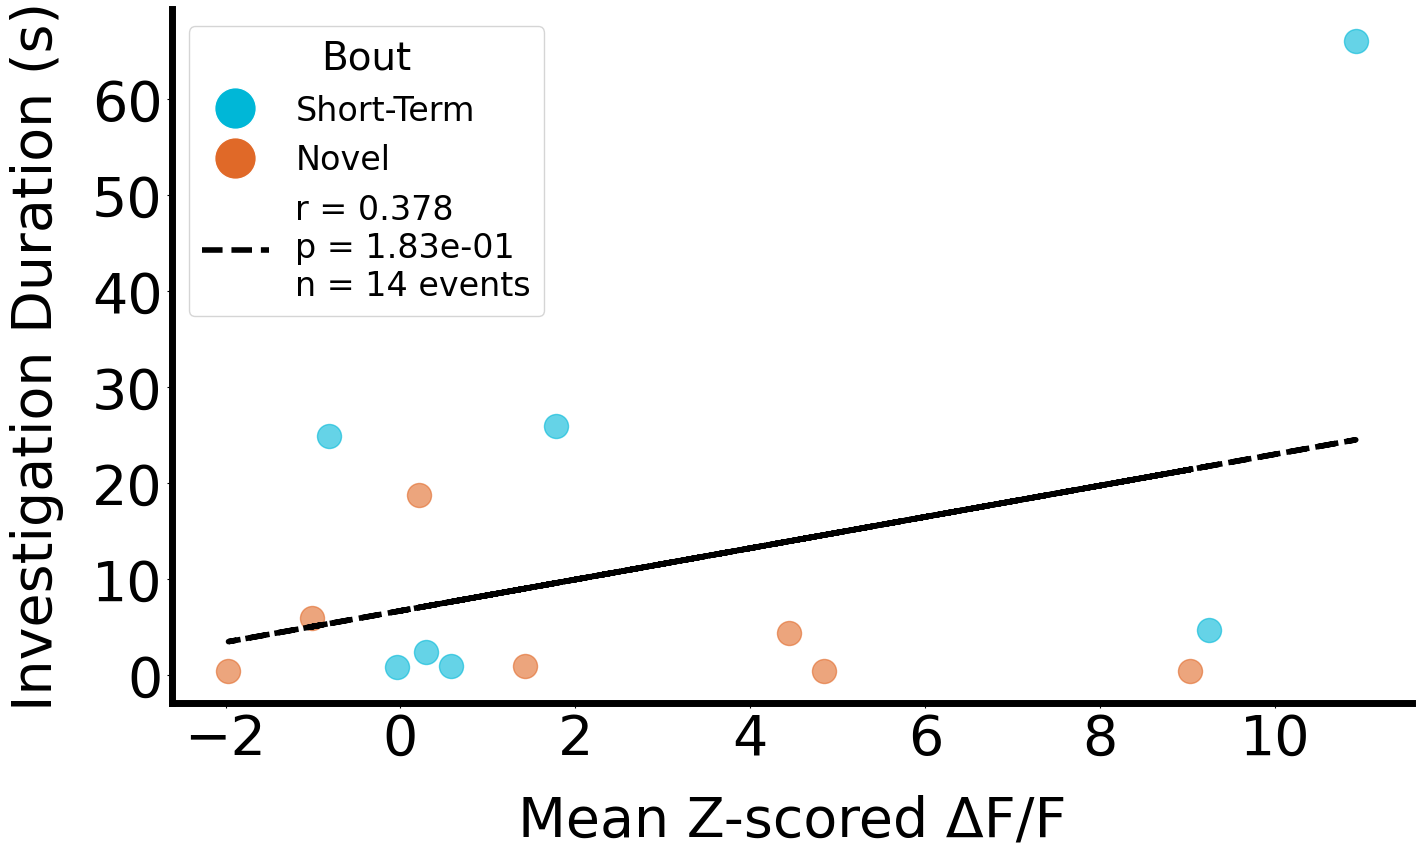 Investigation Duration (s)
60
50
40
30
20
10
0
Bout
Short-Term
Novel
r = 0.378
p = 1.83e-01
n = 14 events
−2 0 2 4 6 8 10
Mean Z-scored ΔF/F